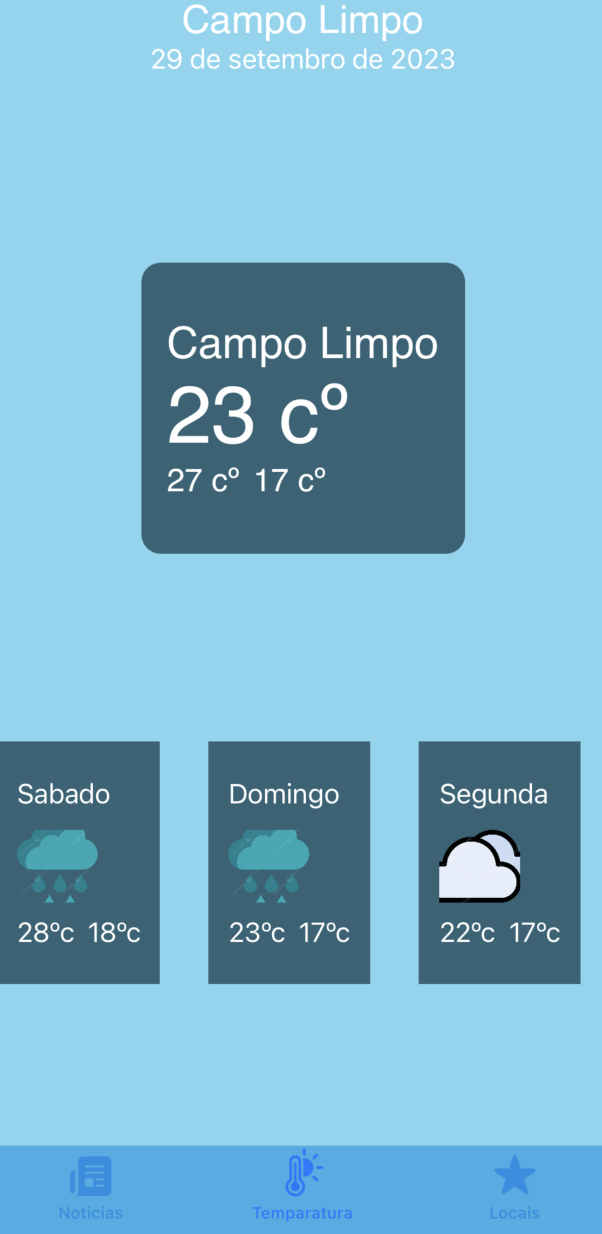 Campo Limpo
29 de setembro de 2023
Campo Limpo
23 cº
27 cº 17 cº
Sabado
28ºc 18ºc
Domingo
23ºc 17ºc
Segunda
22ºc 17ºc
Noticias
Temparatura
Locais